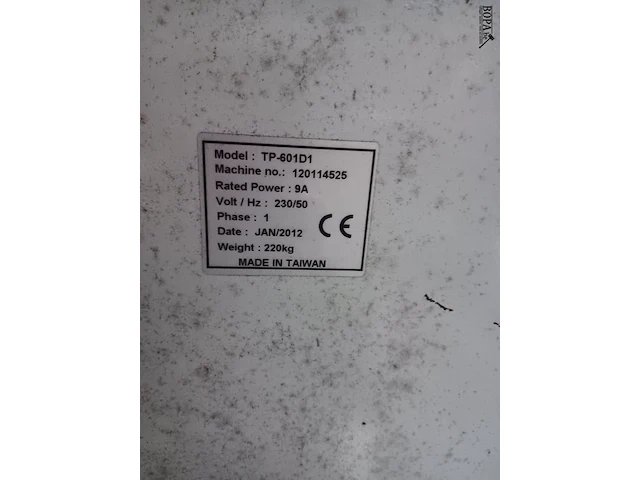 BOPA
Model : TP-601D1
Machine no.: 120114525
Rated Power : 9A
Volt / Hz : 230/50
Phase : 1
Date : JAN/2012
Weight : 220kg
CE
MADE IN TAIWAN